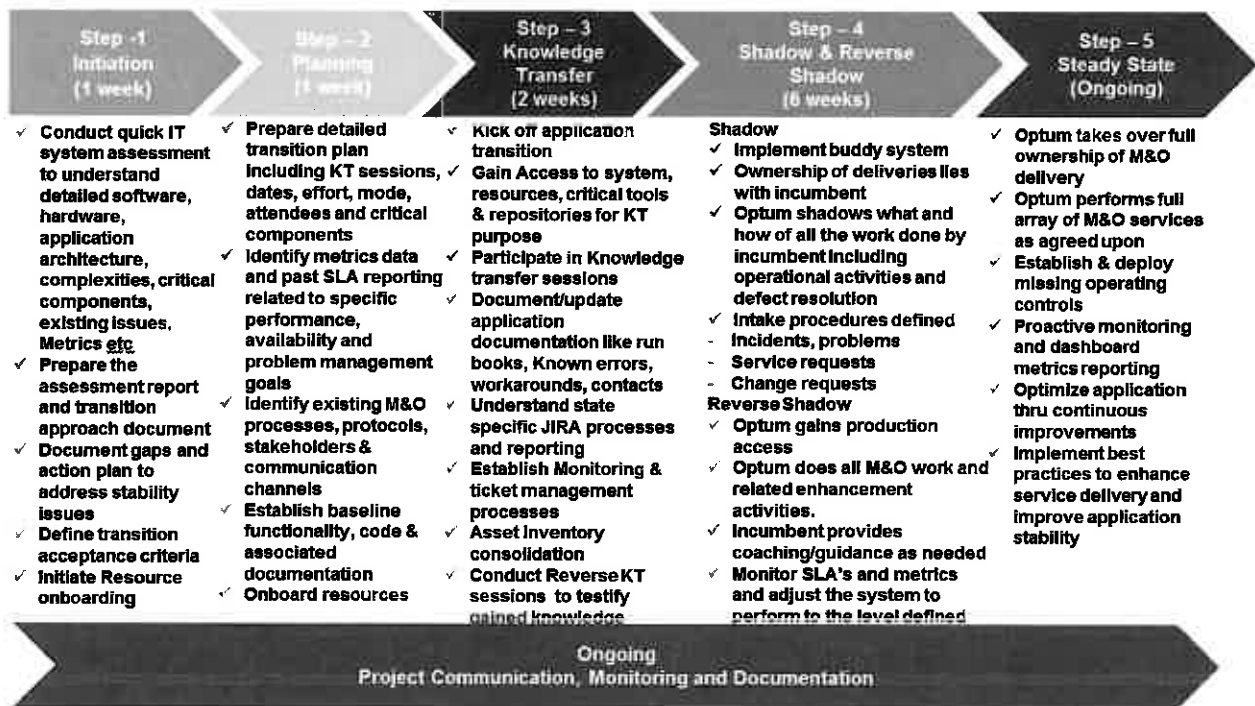 Step -1
Initiation
(1 week)
Step – 2
Planning
(1 week)
Step – 3
Knowledge
Transfer
(2 weeks)
Step – 4
Shadow & Reverse
Shadow
(6 weeks)
Step – 5
Steady State
(Ongoing)
✓ Conduct quick IT
system assessment
to understand
detailed software,
hardware,
application
architecture,
complexities, critical
components,
existing issues,
Metrics etc
✓ Prepare the
assessment report
and transition
approach document
✓ Document gaps and
action plan to
address stability
issues
✓ Define transition
acceptance criteria
✓ Initiate Resource
onboarding
✓ Prepare detailed
transition plan
including KT sessions,
dates, effort, mode,
attendees and critical
components
✓ Identify metrics data
and past SLA reporting
related to specific
performance,
availability and
problem management
goals
✓ Identify existing M&O
processes, protocols,
stakeholders &
communication
channels
✓ Establish baseline
functionality, code &
associated
documentation
✓ Onboard resources
✓ Kick off application
transition
✓ Gain Access to system,
resources, critical tools
& repositories for KT
purpose
✓ Participate in Knowledge
transfer sessions
✓ Document/update
application
documentation like run
books, Known errors,
workarounds, contacts
✓ Understand state
specific JIRA processes
and reporting
✓ Establish Monitoring &
ticket management
processes
✓ Asset Inventory
consolidation
✓ Conduct Reverse KT
sessions to testify
gained knowledge
Shadow
✓ Implement buddy system
✓ Ownership of deliveries lies
with incumbent
✓ Optum shadows what and
how of all the work done by
incumbent including
operational activities and
defect resolution
✓ Intake procedures defined
- Incidents, problems
- Service requests
- Change requests
Reverse Shadow
✓ Optum gains production
access
✓ Optum does all M&O work and
related enhancement
activities.
✓ Incumbent provides
coaching/guidance as needed
✓ Monitor SLA's and metrics
and adjust the system to
perform to the level defined
✓ Optum takes over full
ownership of M&O
delivery
✓ Optum performs full
array of M&O services
as agreed upon
✓ Establish & deploy
missing operating
controls
✓ Proactive monitoring
and dashboard
metrics reporting
✓ Optimize application
thru continuous
improvements
✓ Implement best
practices to enhance
service delivery and
improve application
stability
Ongoing
Project Communication, Monitoring and Documentation